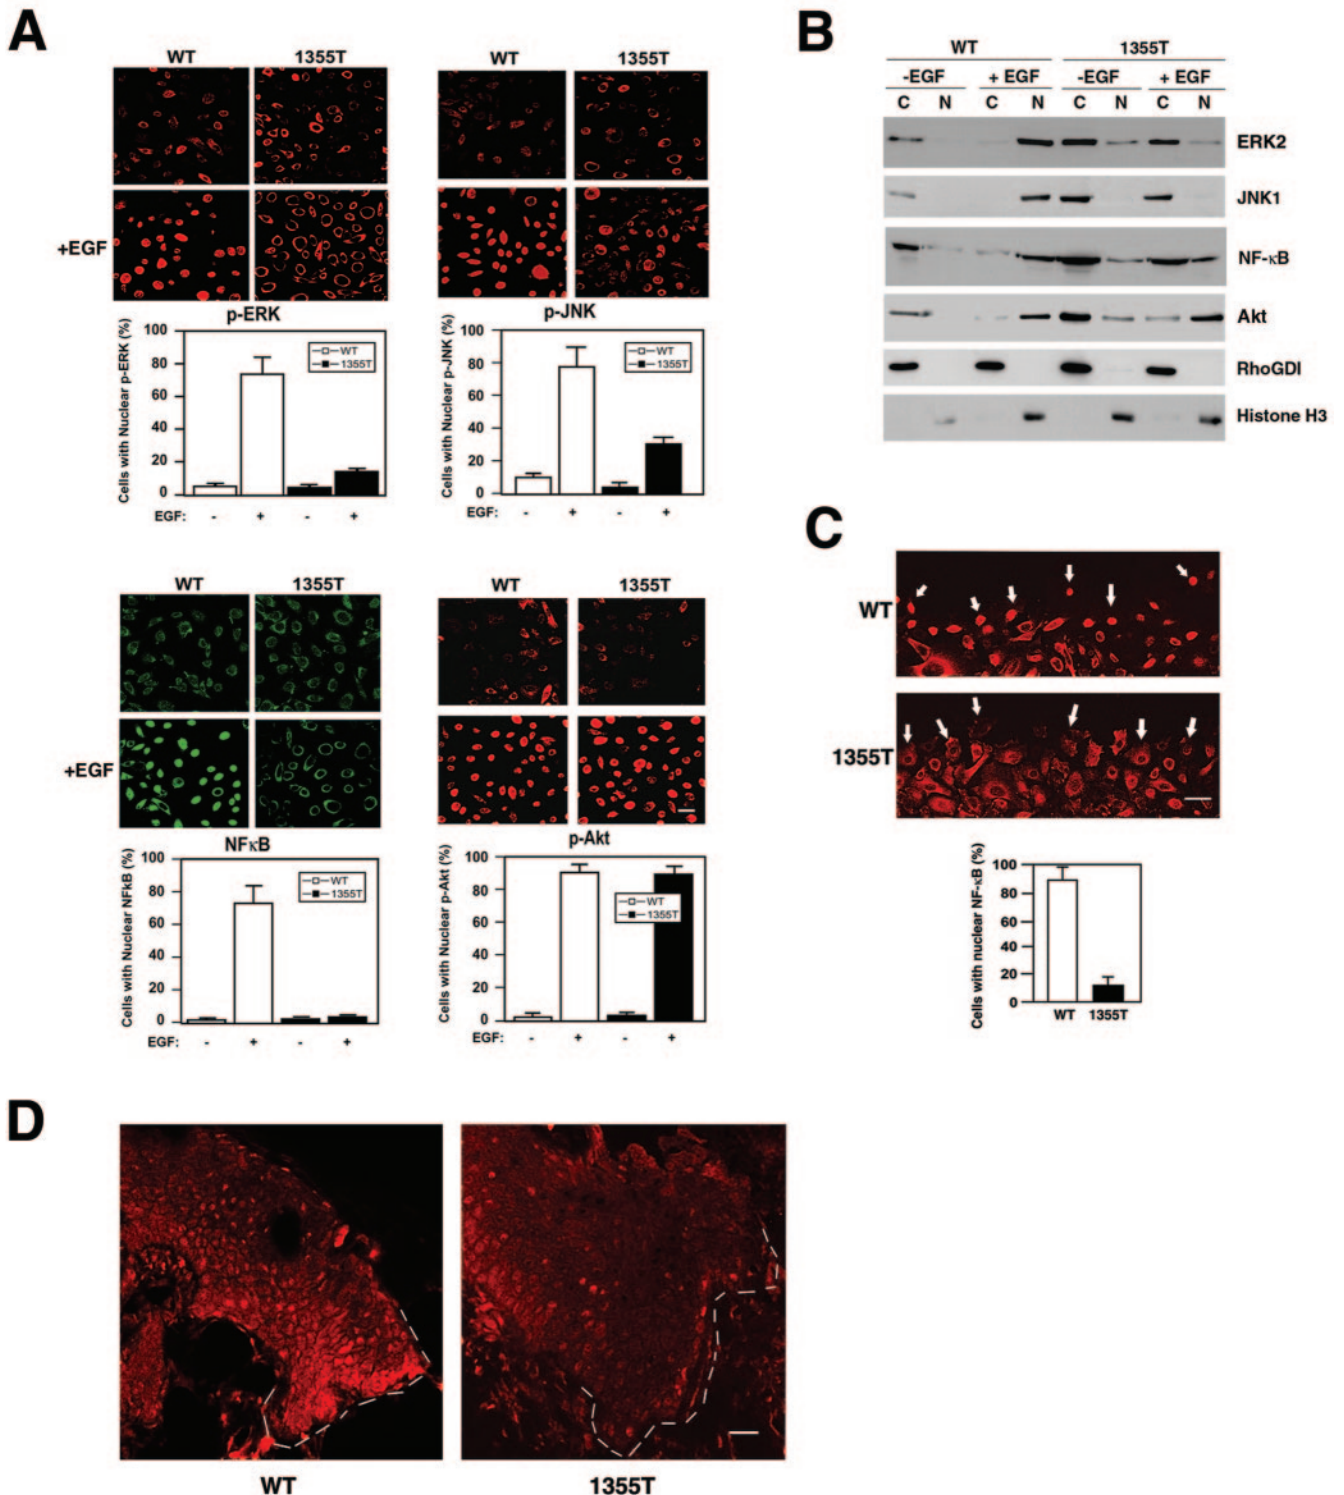 A
WT 1355T
WT 1355T
+EGF
p-ERK
p-JNK
Cells with Nuclear p-ERK (%)
100
80
60
40
20
0
WT
1355T
EGF: - + - +
Cells with Nuclear p-JNK (%)
100
80
60
40
20
0
WT
1355T
EGF: - + - +
WT 1355T
WT 1355T
+EGF
NFκB
p-Akt
Cells with Nuclear NFkB (%)
100
80
60
40
20
0
WT
1355T
EGF: - + - +
Cells with Nuclear p-Akt (%)
100
80
60
40
20
0
WT
1355T
EGF: - + - +
B
WT 1355T
-EGF + EGF -EGF + EGF
C N C N C N C N
ERK2
JNK1
NF-κB
Akt
RhoGDI
Histone H3
C
WT
1355T
Cells with nuclear NF-κB (%)
100
80
60
40
20
0
WT 1355T
D
WT 1355T